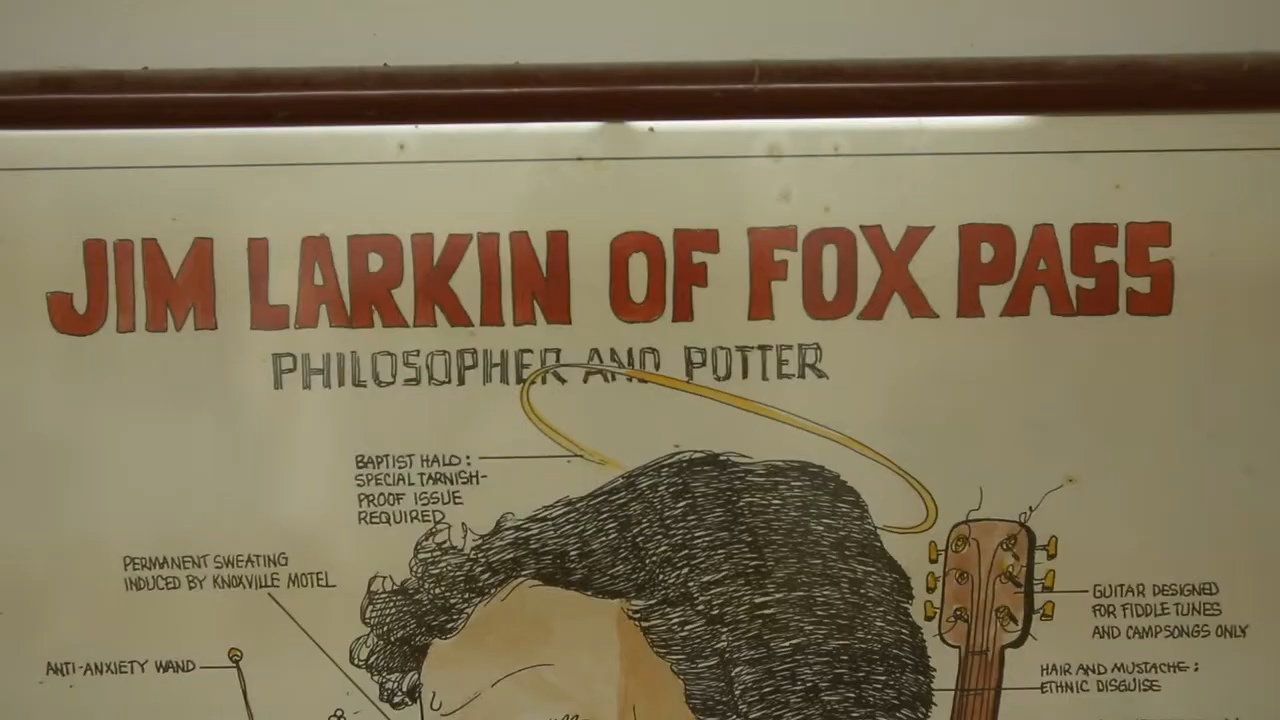 JIM LARKIN OF FOX PASS
PHILOSOPHER AND POTTER
BAPTIST HALO:
SPECIAL TARNISH-
PROOF ISSUE
REQUIRED
PERMANENT SWEATING
INDUCED BY KNOXVILLE MOTEL
ANTI-ANXIETY WAND
GUITAR DESIGNED
FOR FIDDLE TUNES
AND CAMPSONGS ONLY
HAIR AND MUSTACHE:
ETHNIC DISGUISE